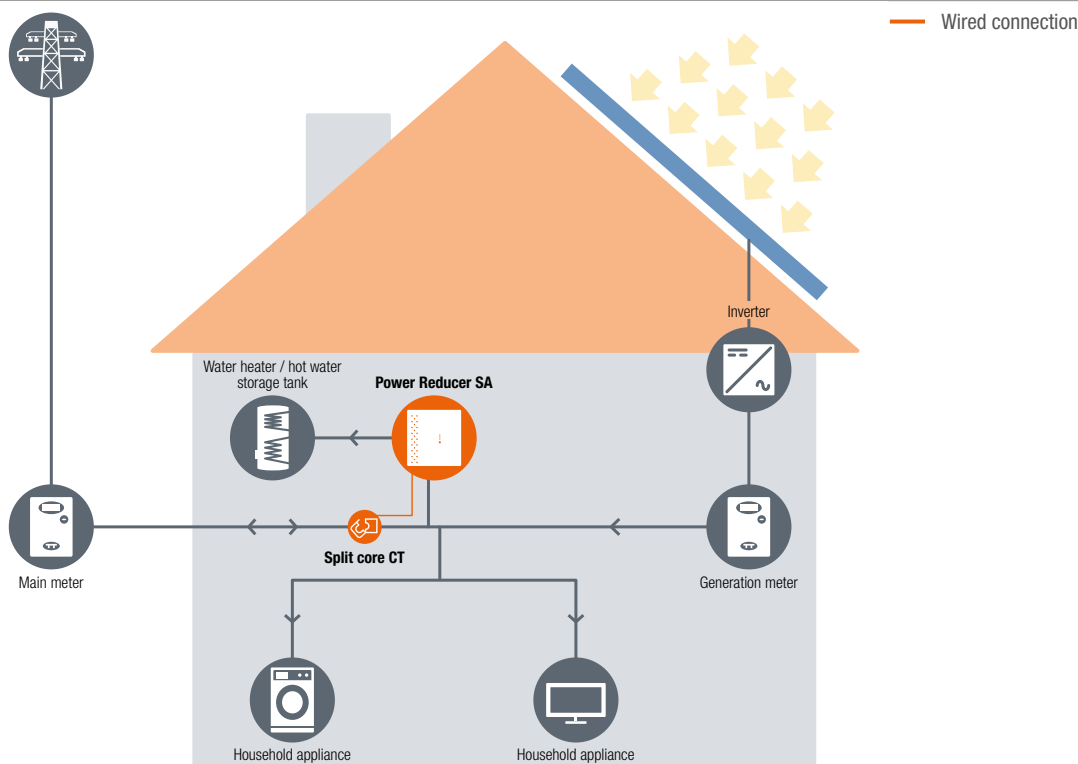 Wired connection
Inverter
Water heater / hot water
storage tank
Power Reducer SA
Split core CT
Main meter
Generation meter
Household appliance
Household appliance